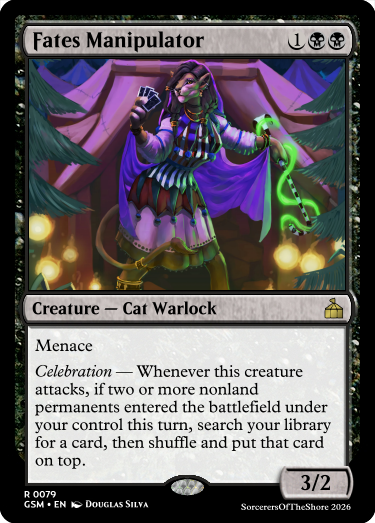 Fates Manipulator 1
Creature — Cat Warlock
Menace
Celebration — Whenever this creature
attacks, if two or more nonland
permanents entered the battlefield under
your control this turn, search your library
for a card, then shuffle and put that card
on top.
3/2
R 0079
GSM • EN Douglas Silva
SorcerersOfTheShore 2026